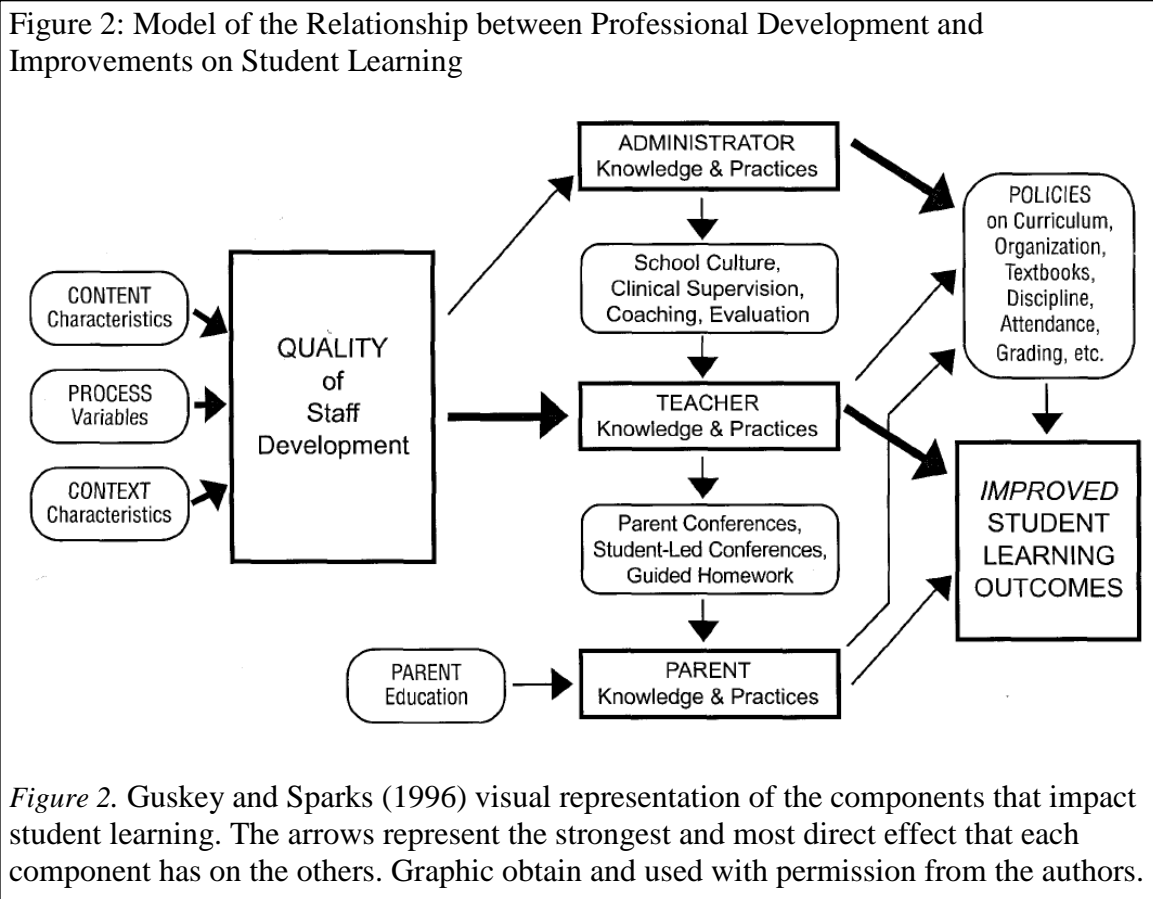 Figure 2: Model of the Relationship between Professional Development and
Improvements on Student Learning
ADMINISTRATOR
Knowledge & Practices
POLICIES
on Curriculum,
Organization,
Textbooks,
Discipline,
Attendance,
Grading, etc.
School Culture,
Clinical Supervision,
Coaching, Evaluation
CONTENT
Characteristics
PROCESS
Variables
CONTEXT
Characteristics
QUALITY
of
Staff
Development
TEACHER
Knowledge & Practices
IMPROVED
STUDENT
LEARNING
OUTCOMES
Parent Conferences,
Student-Led Conferences,
Guided Homework
PARENT
Education
PARENT
Knowledge & Practices
Figure 2. Guskey and Sparks (1996) visual representation of the components that impact
student learning. The arrows represent the strongest and most direct effect that each
component has on the others. Graphic obtain and used with permission from the authors.